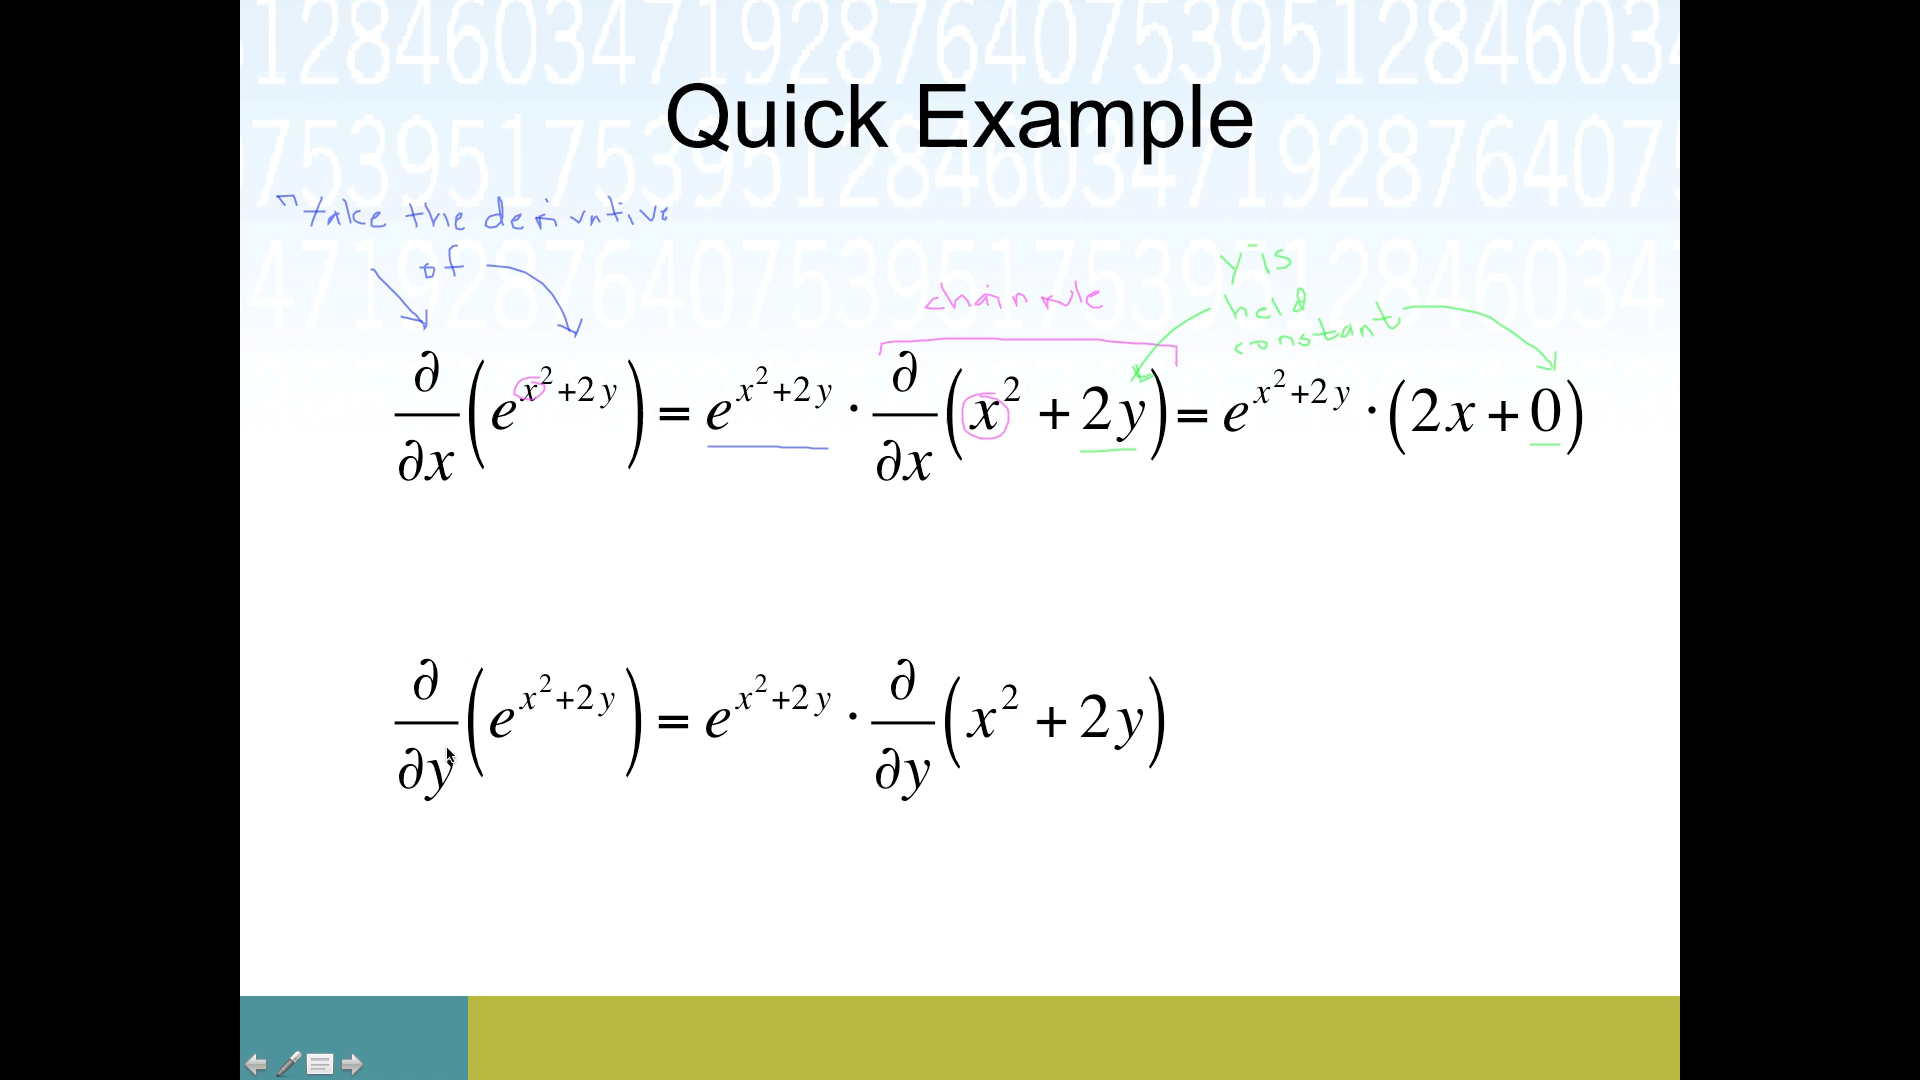 Quick Example
"take the derivative
of
y is
held
constant
chain rule
∂/∂x (e^(x²+2y)) = e^(x²+2y) · ∂/∂x (x² + 2y) = e^(x²+2y) · (2x + 0)
∂/∂y (e^(x²+2y)) = e^(x²+2y) · ∂/∂y (x² + 2y)